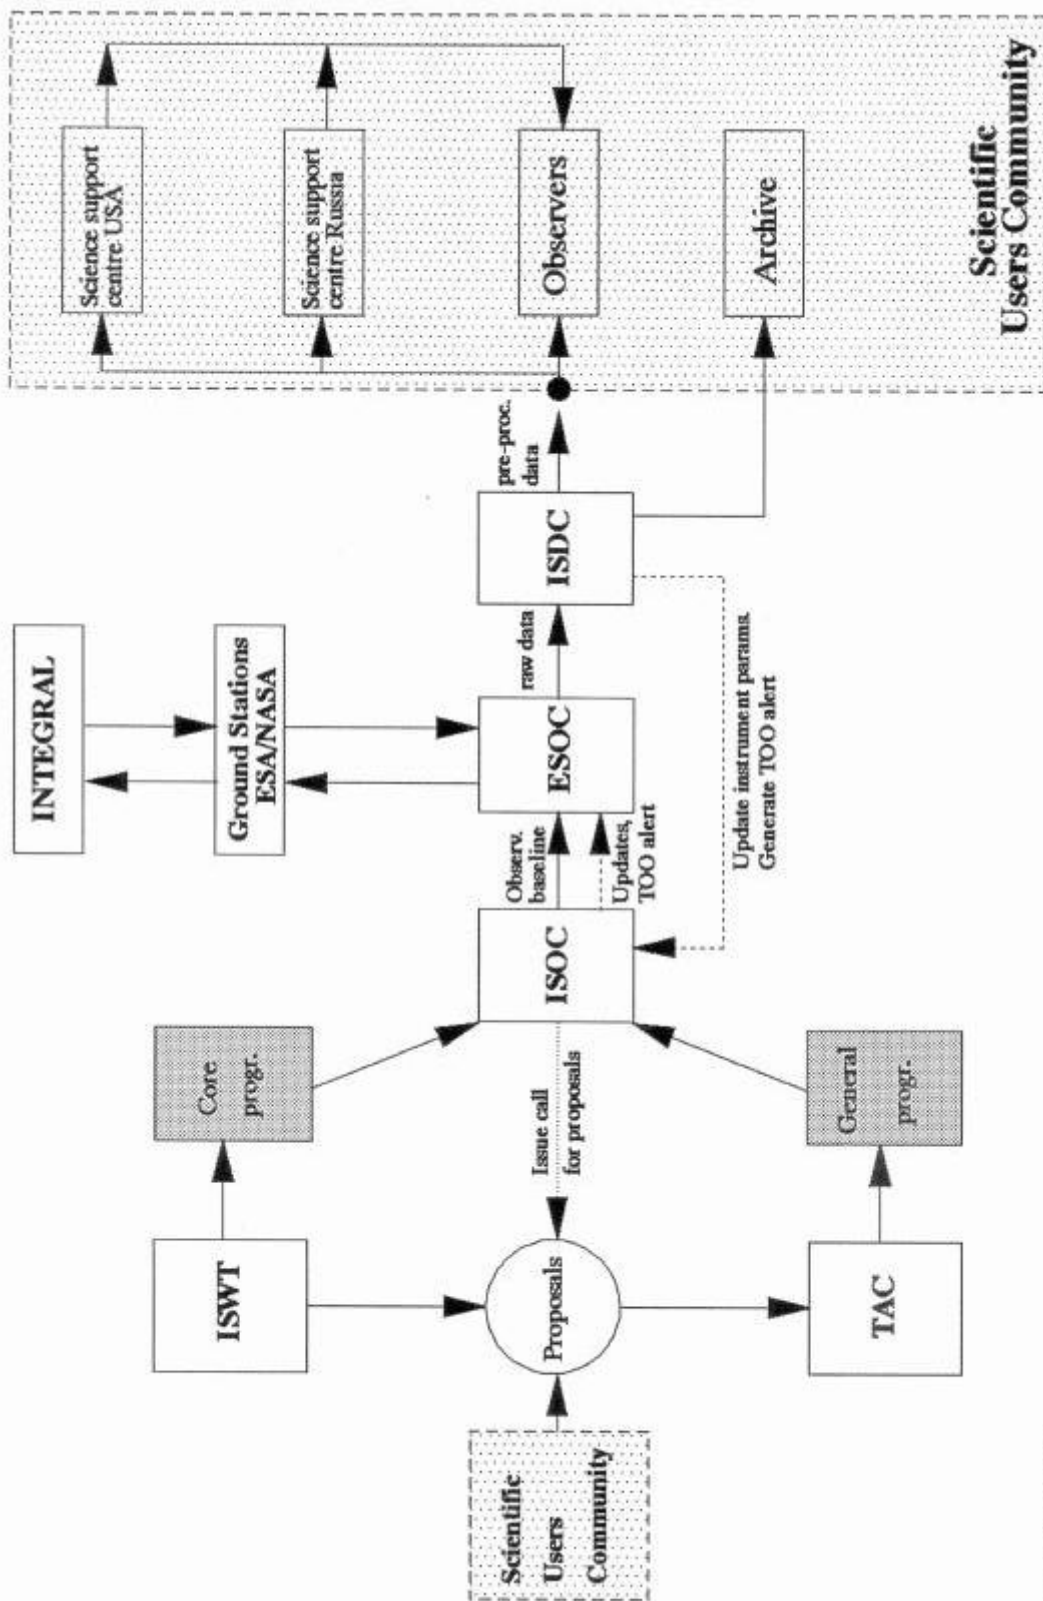 INTEGRAL
Ground Stations
ESA/NASA
Science support
centre USA
Science support
centre Russia
Observers
Archive
Scientific
Users Community
ISWT
Core
progr.
Scientific
Users
Community
Proposals
Issue call
for proposals
ISOC
Observ.
baseline
Updates,
TOO alert
ESOC
raw data
ISDC
pre-proc.
data
Update instrument params.
Generate TOO alert
TAC
General
progr.